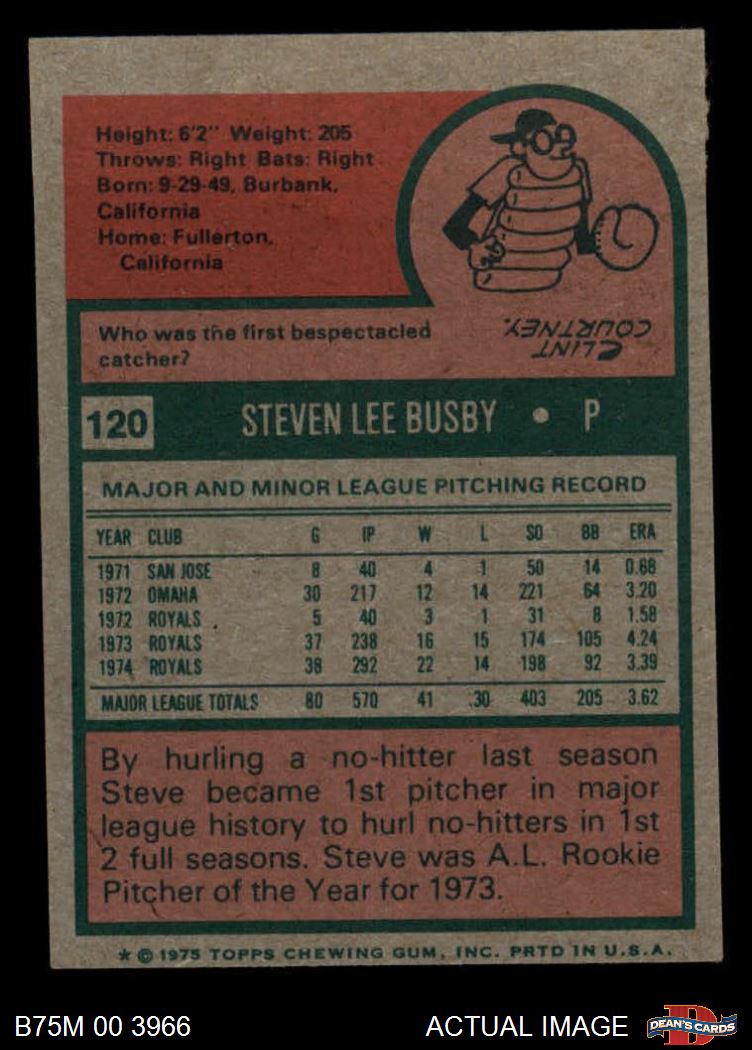 Height: 6'2" Weight: 205
Throws: Right Bats: Right
Born: 9-29-49, Burbank,
California
Home: Fullerton,
California
Who was the first bespectacled
catcher?
CLINT
COURTNEY.
120 STEVEN LEE BUSBY • P
MAJOR AND MINOR LEAGUE PITCHING RECORD
YEAR CLUB G IP W L SO BB ERA
1971 SAN JOSE 8 40 4 1 50 14 0.68
1972 OMAHA 30 217 12 14 221 64 3.20
1972 ROYALS 5 40 3 1 31 8 1.58
1973 ROYALS 37 238 16 15 174 105 4.24
1974 ROYALS 38 292 22 14 198 92 3.39
MAJOR LEAGUE TOTALS 80 570 41 30 403 205 3.62
By hurling a no-hitter last season
Steve became 1st pitcher in major
league history to hurl no-hitters in 1st
2 full seasons. Steve was A.L. Rookie
Pitcher of the Year for 1973.
* © 1975 TOPPS CHEWING GUM, INC. PRTD IN U.S.A.
B75M 00 3966 ACTUAL IMAGE D DEAN'S CARDS